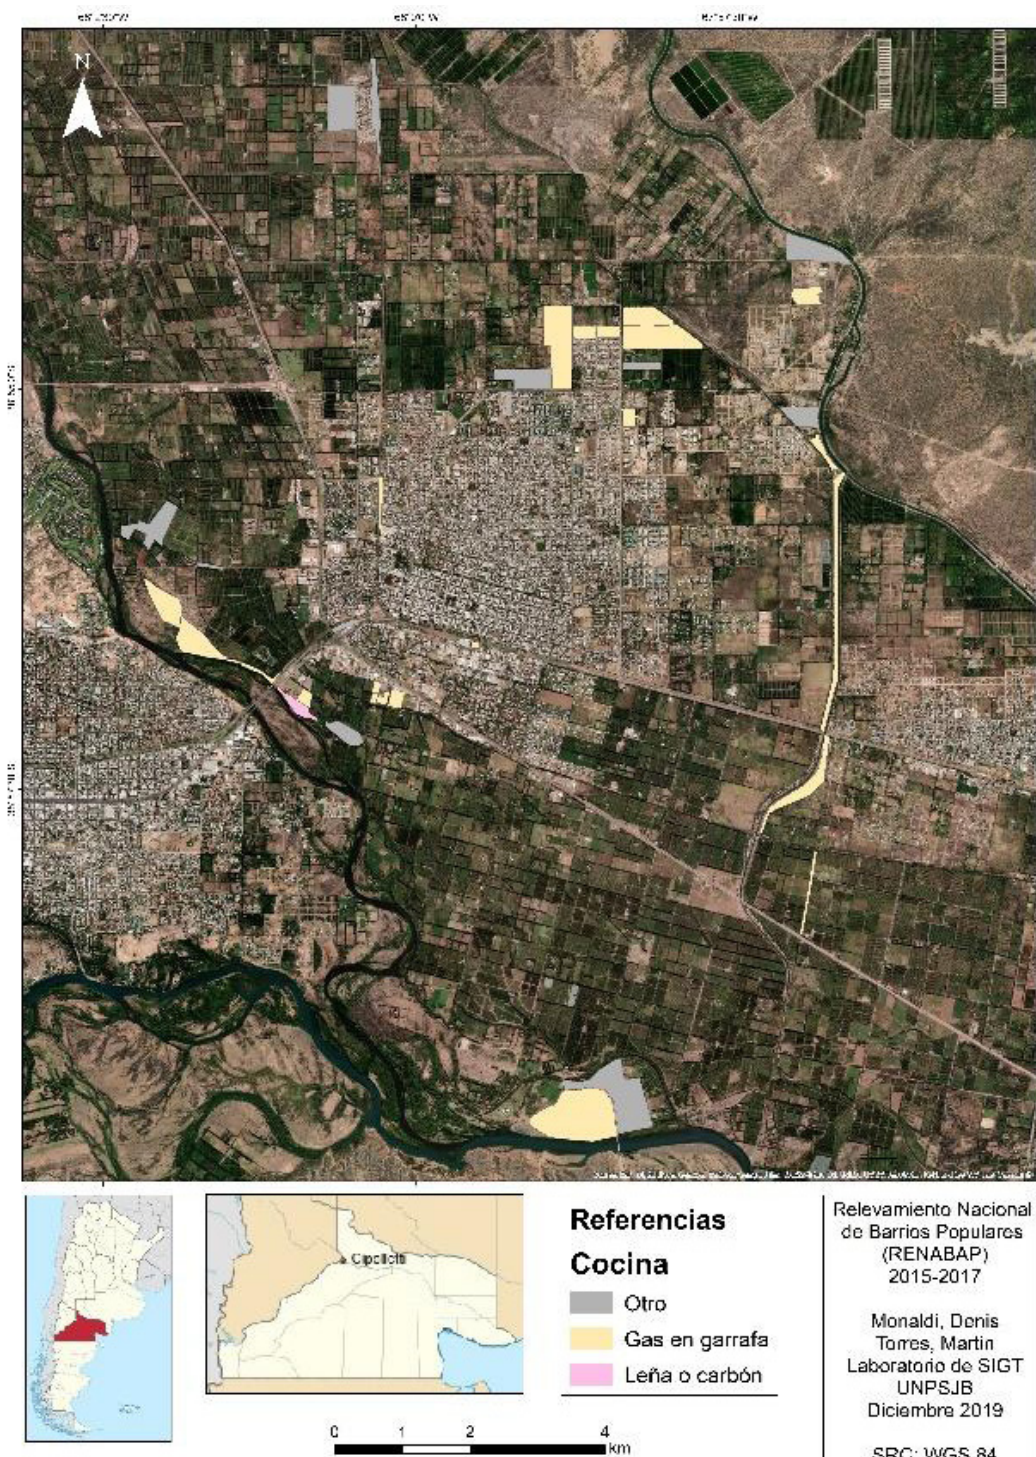 N
Cipolletti
Referencias
Cocina
Otro
Gas en garrafa
Leña o carbón
0 1 2 4
km
Relevamiento Nacional
de Barrios Populares
(RENABAP)
2015-2017
Monaldi, Denis
Torres, Martin
Laboratorio de SIGT
UNPSJB
Diciembre 2019
SRC: WGS 84